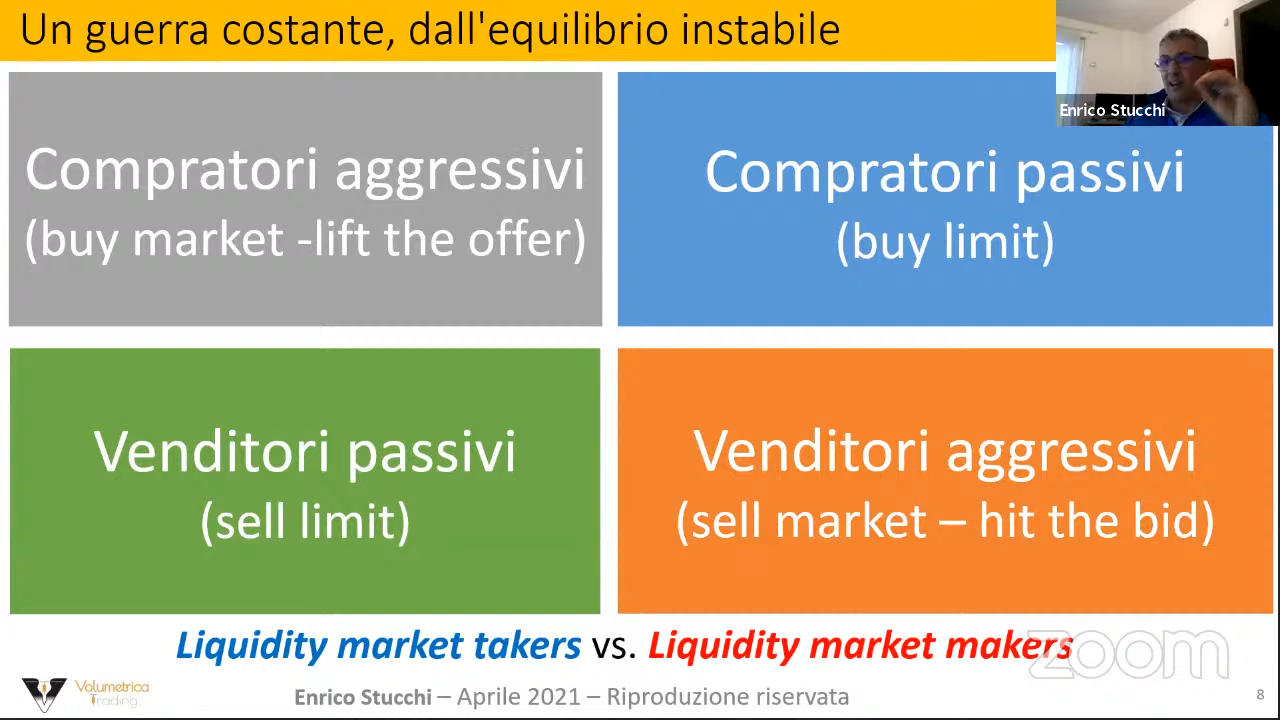 Un guerra costante, dall'equilibrio instabile
Enrico Stucchi
Compratori aggressivi
(buy market -lift the offer)
Compratori passivi
(buy limit)
Venditori passivi
(sell limit)
Venditori aggressivi
(sell market – hit the bid)
Liquidity market takers vs. Liquidity market makers
zoom
Volumetrica
Trading
Enrico Stucchi – Aprile 2021 – Riproduzione riservata
8